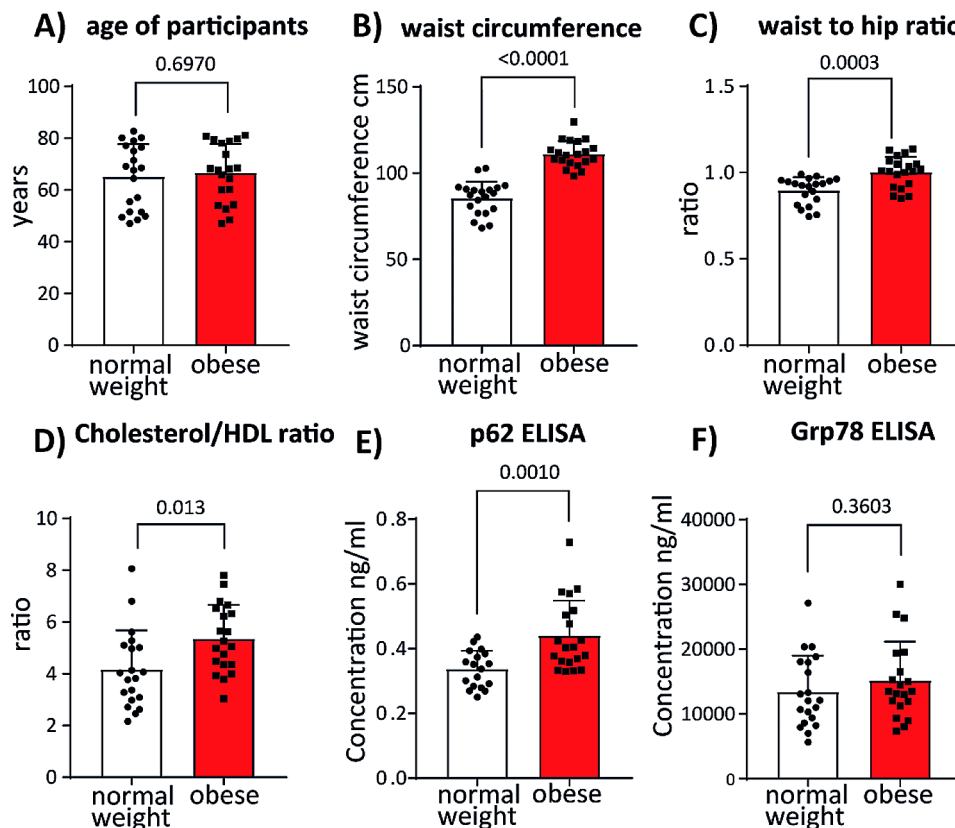 A) age of participants
0.6970
100
80
60
40
20
0
years
normal
weight
obese
B) waist circumference
<0.0001
150
100
50
0
waist circumference cm
normal
weight
obese
C) waist to hip ratio
0.0003
1.5
1.0
0.5
0.0
ratio
normal
weight
obese
D) Cholesterol/HDL ratio
0.013
10
8
6
4
2
0
ratio
normal
weight
obese
E) p62 ELISA
0.0010
0.8
0.6
0.4
0.2
0.0
Concentration ng/ml
normal
weight
obese
F) Grp78 ELISA
0.3603
40000
30000
20000
10000
0
Concentration ng/ml
normal
weight
obese